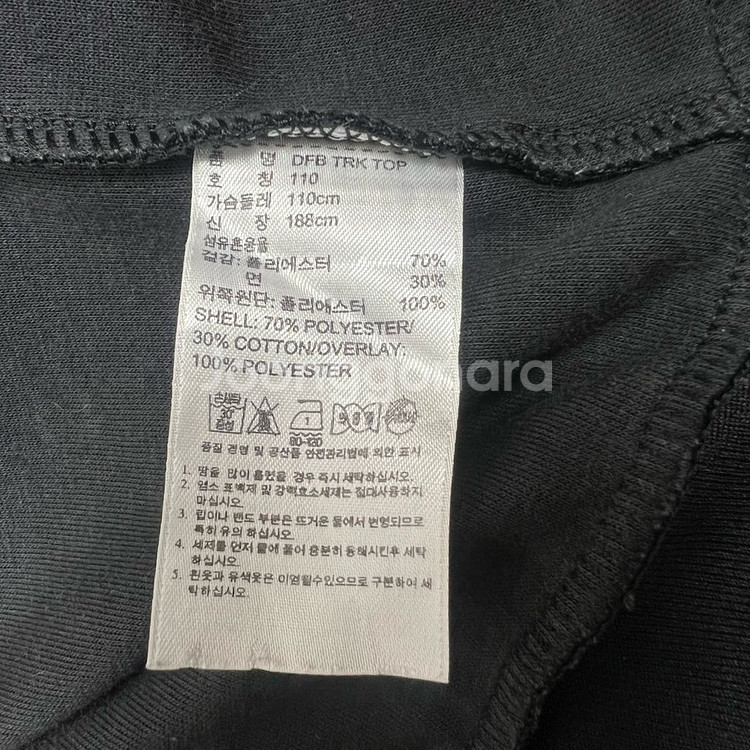 명 DFB TRK TOP
호 칭 110
가슴둘레 110cm
신 장 188cm
섬유혼용율
겉감: 폴리에스터 70%
면 30%
위쪽원단: 폴리에스터 100%
SHELL: 70% POLYESTER/
30% COTTON/OVERLAY:
100% POLYESTER
30°
중성
1
80-120
품질 경영 및 공산품 안전관리법에 의한 표시
1. 땀을 많이 흘렸을 경우 즉시 세탁하십시오.
2. 염소 표백제 및 강력효소세제는 절대사용하지
마십시오.
3. 립이나 밴드 부분은 뜨거운 물에서 변형되므로
특히 유의 하십시오.
4. 세제를 먼저 물에 풀어 충분히 용해시킨후 세탁
하십시오.
5. 흰옷과 유색옷은 이염될수있으므로 구분하여 세
탁하십시오.